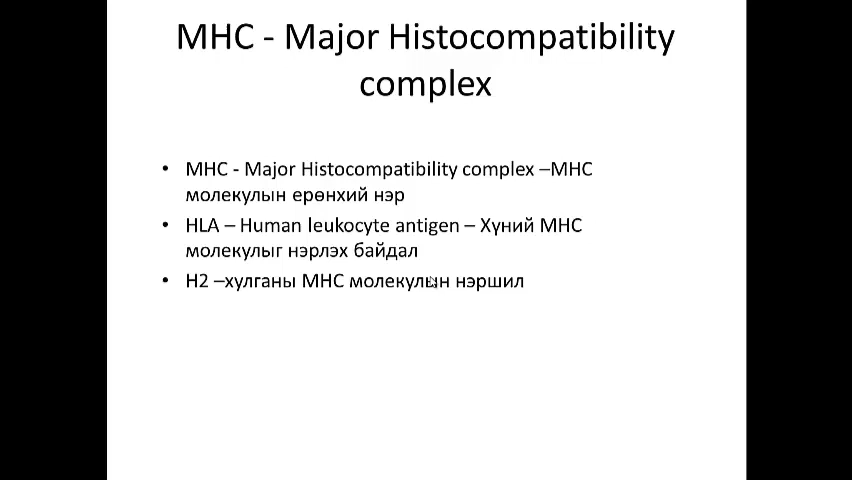 MHC - Major Histocompatibility
complex
• MHC - Major Histocompatibility complex –MHC
молекулын ерөнхий нэр
• HLA – Human leukocyte antigen – Хүний MHC
молекулыг нэрлэх байдал
• H2 –хулганы MHC молекулын нэршил